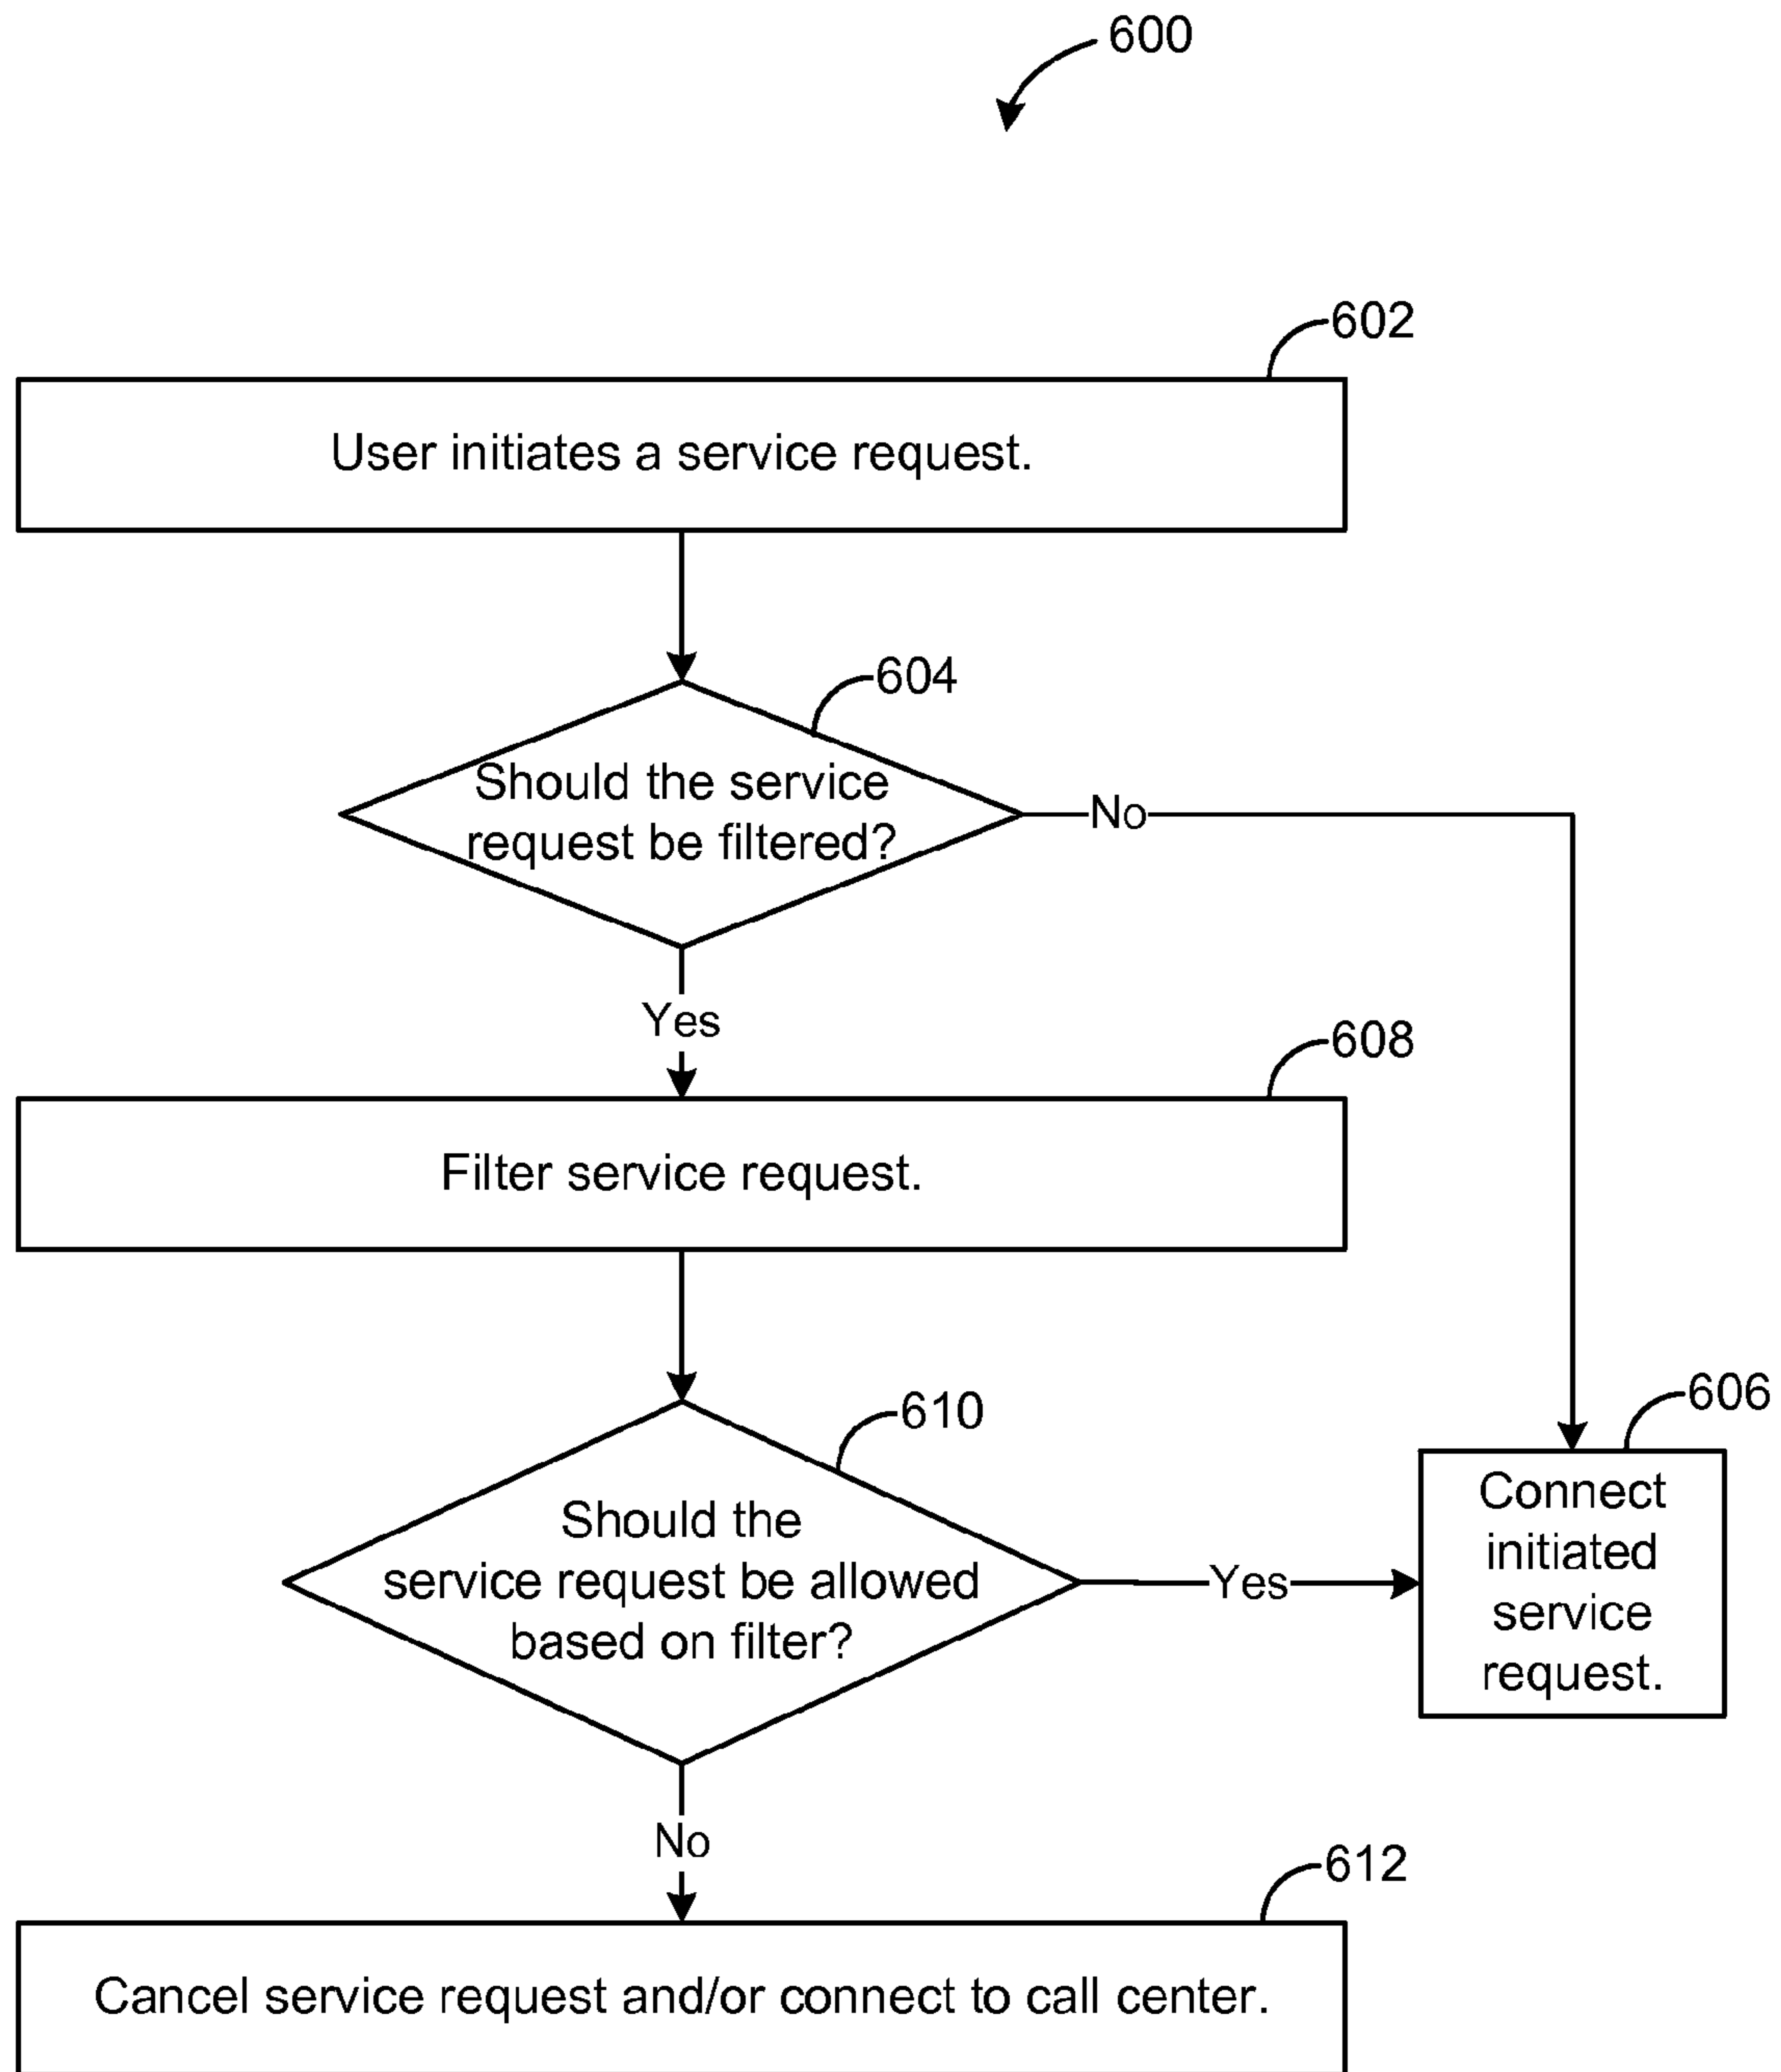 600
602
User initiates a service request.
604
Should the service
request be filtered?
No
Yes
608
Filter service request.
610
Should the
service request be allowed
based on filter?
Yes
606
Connect
initiated
service
request.
No
612
Cancel service request and/or connect to call center.